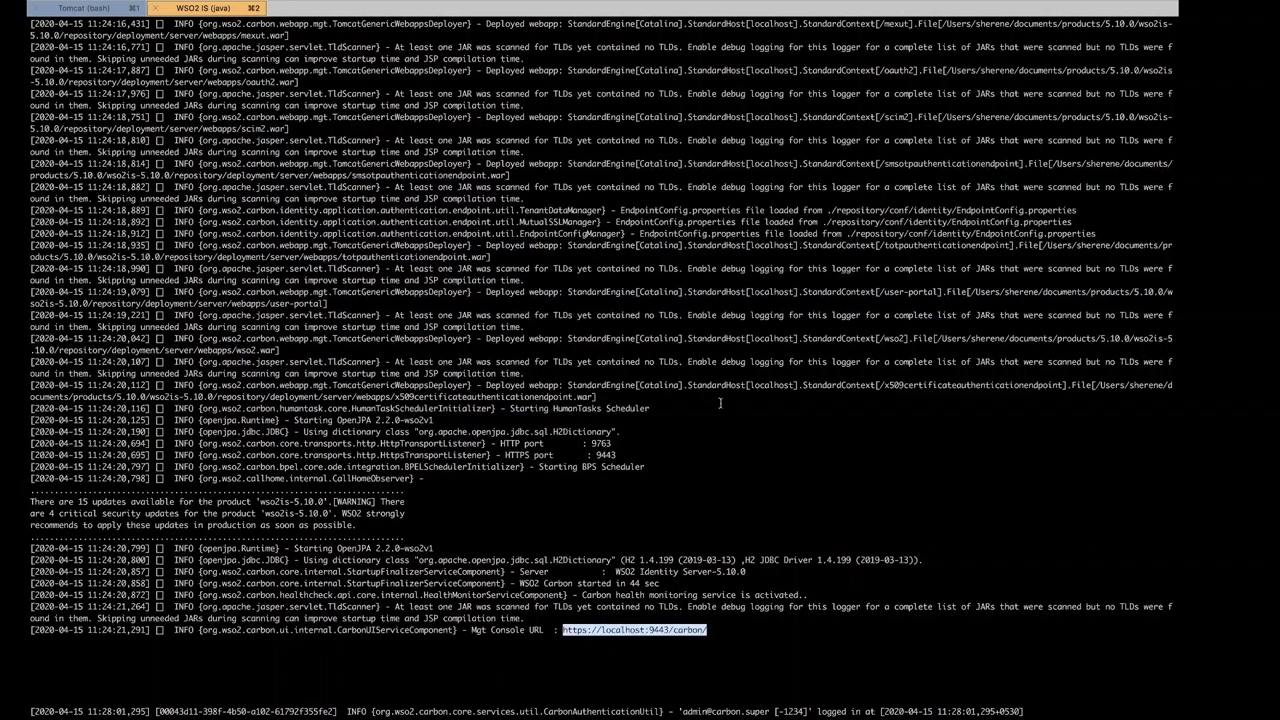 Tomcat (bash) ⌘1 × WSO2 IS (java) ⌘2
[2020-04-15 11:24:16,431] []  INFO {org.wso2.carbon.webapp.mgt.TomcatGenericWebappsDeployer} - Deployed webapp: StandardEngine[Catalina].StandardHost[localhost].StandardContext[/mexut].File[/Users/sherene/documents/products/5.10.0/wso2is-
5.10.0/repository/deployment/server/webapps/mexut.war]
[2020-04-15 11:24:16,771] []  INFO {org.apache.jasper.servlet.TldScanner} - At least one JAR was scanned for TLDs yet contained no TLDs. Enable debug logging for this logger for a complete list of JARs that were scanned but no TLDs were f
ound in them. Skipping unneeded JARs during scanning can improve startup time and JSP compilation time.
[2020-04-15 11:24:17,887] []  INFO {org.wso2.carbon.webapp.mgt.TomcatGenericWebappsDeployer} - Deployed webapp: StandardEngine[Catalina].StandardHost[localhost].StandardContext[/oauth2].File[/Users/sherene/documents/products/5.10.0/wso2is
-5.10.0/repository/deployment/server/webapps/oauth2.war]
[2020-04-15 11:24:17,976] []  INFO {org.apache.jasper.servlet.TldScanner} - At least one JAR was scanned for TLDs yet contained no TLDs. Enable debug logging for this logger for a complete list of JARs that were scanned but no TLDs were f
ound in them. Skipping unneeded JARs during scanning can improve startup time and JSP compilation time.
[2020-04-15 11:24:18,751] []  INFO {org.wso2.carbon.webapp.mgt.TomcatGenericWebappsDeployer} - Deployed webapp: StandardEngine[Catalina].StandardHost[localhost].StandardContext[/scim2].File[/Users/sherene/documents/products/5.10.0/wso2is-
5.10.0/repository/deployment/server/webapps/scim2.war]
[2020-04-15 11:24:18,810] []  INFO {org.apache.jasper.servlet.TldScanner} - At least one JAR was scanned for TLDs yet contained no TLDs. Enable debug logging for this logger for a complete list of JARs that were scanned but no TLDs were f
ound in them. Skipping unneeded JARs during scanning can improve startup time and JSP compilation time.
[2020-04-15 11:24:18,814] []  INFO {org.wso2.carbon.webapp.mgt.TomcatGenericWebappsDeployer} - Deployed webapp: StandardEngine[Catalina].StandardHost[localhost].StandardContext[/smsotpauthenticationendpoint].File[/Users/sherene/documents/
products/5.10.0/wso2is-5.10.0/repository/deployment/server/webapps/smsotpauthenticationendpoint.war]
[2020-04-15 11:24:18,882] []  INFO {org.apache.jasper.servlet.TldScanner} - At least one JAR was scanned for TLDs yet contained no TLDs. Enable debug logging for this logger for a complete list of JARs that were scanned but no TLDs were f
ound in them. Skipping unneeded JARs during scanning can improve startup time and JSP compilation time.
[2020-04-15 11:24:18,889] []  INFO {org.wso2.carbon.identity.application.authentication.endpoint.util.TenantDataManager} - EndpointConfig.properties file loaded from ./repository/conf/identity/EndpointConfig.properties
[2020-04-15 11:24:18,892] []  INFO {org.wso2.carbon.identity.application.authentication.endpoint.util.MutualSSLManager} - EndpointConfig.properties file loaded from ./repository/conf/identity/EndpointConfig.properties
[2020-04-15 11:24:18,912] []  INFO {org.wso2.carbon.identity.application.authentication.endpoint.util.EndpointConfigManager} - EndpointConfig.properties file loaded from ./repository/conf/identity/EndpointConfig.properties
[2020-04-15 11:24:18,935] []  INFO {org.wso2.carbon.webapp.mgt.TomcatGenericWebappsDeployer} - Deployed webapp: StandardEngine[Catalina].StandardHost[localhost].StandardContext[/totpauthenticationendpoint].File[/Users/sherene/documents/pr
oducts/5.10.0/wso2is-5.10.0/repository/deployment/server/webapps/totpauthenticationendpoint.war]
[2020-04-15 11:24:18,990] []  INFO {org.apache.jasper.servlet.TldScanner} - At least one JAR was scanned for TLDs yet contained no TLDs. Enable debug logging for this logger for a complete list of JARs that were scanned but no TLDs were f
ound in them. Skipping unneeded JARs during scanning can improve startup time and JSP compilation time.
[2020-04-15 11:24:19,079] []  INFO {org.wso2.carbon.webapp.mgt.TomcatGenericWebappsDeployer} - Deployed webapp: StandardEngine[Catalina].StandardHost[localhost].StandardContext[/user-portal].File[/Users/sherene/documents/products/5.10.0/w
so2is-5.10.0/repository/deployment/server/webapps/user-portal]
[2020-04-15 11:24:19,221] []  INFO {org.apache.jasper.servlet.TldScanner} - At least one JAR was scanned for TLDs yet contained no TLDs. Enable debug logging for this logger for a complete list of JARs that were scanned but no TLDs were f
ound in them. Skipping unneeded JARs during scanning can improve startup time and JSP compilation time.
[2020-04-15 11:24:20,042] []  INFO {org.wso2.carbon.webapp.mgt.TomcatGenericWebappsDeployer} - Deployed webapp: StandardEngine[Catalina].StandardHost[localhost].StandardContext[/wso2].File[/Users/sherene/documents/products/5.10.0/wso2is-5
.10.0/repository/deployment/server/webapps/wso2.war]
[2020-04-15 11:24:20,107] []  INFO {org.apache.jasper.servlet.TldScanner} - At least one JAR was scanned for TLDs yet contained no TLDs. Enable debug logging for this logger for a complete list of JARs that were scanned but no TLDs were f
ound in them. Skipping unneeded JARs during scanning can improve startup time and JSP compilation time.
[2020-04-15 11:24:20,112] []  INFO {org.wso2.carbon.webapp.mgt.TomcatGenericWebappsDeployer} - Deployed webapp: StandardEngine[Catalina].StandardHost[localhost].StandardContext[/x509certificateauthenticationendpoint].File[/Users/sherene/d
ocuments/products/5.10.0/wso2is-5.10.0/repository/deployment/server/webapps/x509certificateauthenticationendpoint.war]
[2020-04-15 11:24:20,116] []  INFO {org.wso2.carbon.humantask.core.HumanTaskSchedulerInitializer} - Starting HumanTasks Scheduler
[2020-04-15 11:24:20,125] []  INFO {openjpa.Runtime} - Starting OpenJPA 2.2.0-wso2v1
[2020-04-15 11:24:20,190] []  INFO {openjpa.jdbc.JDBC} - Using dictionary class "org.apache.openjpa.jdbc.sql.H2Dictionary".
[2020-04-15 11:24:20,694] []  INFO {org.wso2.carbon.core.transports.http.HttpTransportListener} - HTTP port        : 9763
[2020-04-15 11:24:20,695] []  INFO {org.wso2.carbon.core.transports.http.HttpsTransportListener} - HTTPS port       : 9443
[2020-04-15 11:24:20,797] []  INFO {org.wso2.carbon.bpel.core.ode.integration.BPELSchedulerInitializer} - Starting BPS Scheduler
[2020-04-15 11:24:20,798] []  INFO {org.wso2.callhome.internal.CallHomeObserver} -
.................................................................................
There are 15 updates available for the product 'wso2is-5.10.0'.[WARNING] There
are 4 critical security updates for the product 'wso2is-5.10.0'. WSO2 strongly
recommends to apply these updates in production as soon as possible.
.................................................................................
[2020-04-15 11:24:20,799] []  INFO {openjpa.Runtime} - Starting OpenJPA 2.2.0-wso2v1
[2020-04-15 11:24:20,800] []  INFO {openjpa.jdbc.JDBC} - Using dictionary class "org.apache.openjpa.jdbc.sql.H2Dictionary" (H2 1.4.199 (2019-03-13) ,H2 JDBC Driver 1.4.199 (2019-03-13)).
[2020-04-15 11:24:20,857] []  INFO {org.wso2.carbon.core.internal.StartupFinalizerServiceComponent} - Server           :  WSO2 Identity Server-5.10.0
[2020-04-15 11:24:20,858] []  INFO {org.wso2.carbon.core.internal.StartupFinalizerServiceComponent} - WSO2 Carbon started in 44 sec
[2020-04-15 11:24:20,872] []  INFO {org.wso2.carbon.healthcheck.api.core.internal.HealthMonitorServiceComponent} - Carbon health monitoring service is activated..
[2020-04-15 11:24:21,264] []  INFO {org.apache.jasper.servlet.TldScanner} - At least one JAR was scanned for TLDs yet contained no TLDs. Enable debug logging for this logger for a complete list of JARs that were scanned but no TLDs were f
ound in them. Skipping unneeded JARs during scanning can improve startup time and JSP compilation time.
[2020-04-15 11:24:21,291] []  INFO {org.wso2.carbon.ui.internal.CarbonUIServiceComponent} - Mgt Console URL  : https://localhost:9443/carbon/
[2020-04-15 11:28:01,295] [00043d11-398f-4b50-a102-61792f355fe2]  INFO {org.wso2.carbon.core.services.util.CarbonAuthenticationUtil} - 'admin@carbon.super [-1234]' logged in at [2020-04-15 11:28:01,295+0530]